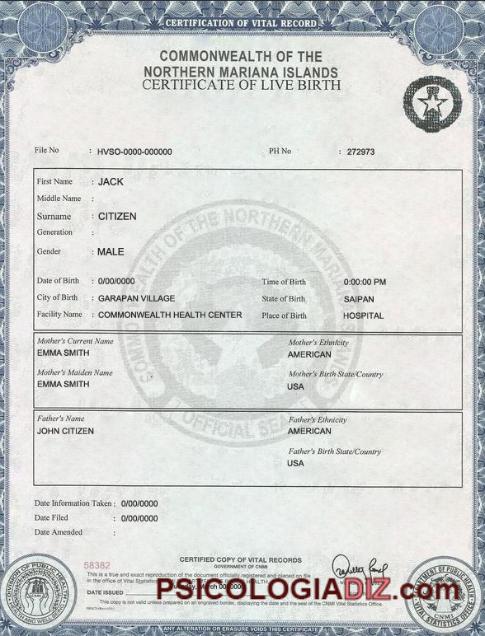 CERTIFICATION OF VITAL RECORD
COMMONWEALTH OF THE
NORTHERN MARIANA ISLANDS
CERTIFICATE OF LIVE BIRTH
File No : HVSO-0000-000000 PH No : 272973
First Name : JACK
Middle Name :
Surname : CITIZEN
Generation :
Gender : MALE
Date of Birth : 0/00/0000 Time of Birth 0:00:00 PM
City of Birth : GARAPAN VILLAGE State of Birth SAIPAN
Facility Name : COMMONWEALTH HEALTH CENTER Place of Birth HOSPITAL
Mother's Current Name Mother's Ethnicity
EMMA SMITH AMERICAN
Mother's Maiden Name Mother's Birth State/Country
EMMA SMITH USA
Father's Name Father's Ethnicity
JOHN CITIZEN AMERICAN
Father's Birth State/Country
USA
OFFICIAL SEAL
Date Information Taken : 0/00/0000
Date Filed : 0/00/0000
Date Amended :
CERTIFIED COPY OF VITAL RECORDS
58382 GOVERNMENT OF CNMI
This is a true and exact reproduction of the document officially registered and placed on file
in the office of Vital Statistics
DATE ISSUED
PSICOLOGIADIZ.com
This copy is not valid unless prepared on an engraved border, displaying the date and seal of the CNMI Vital Statistics Office.
ANY ALTERATION OR ERASURE VOIDS THIS CERTIFICATE